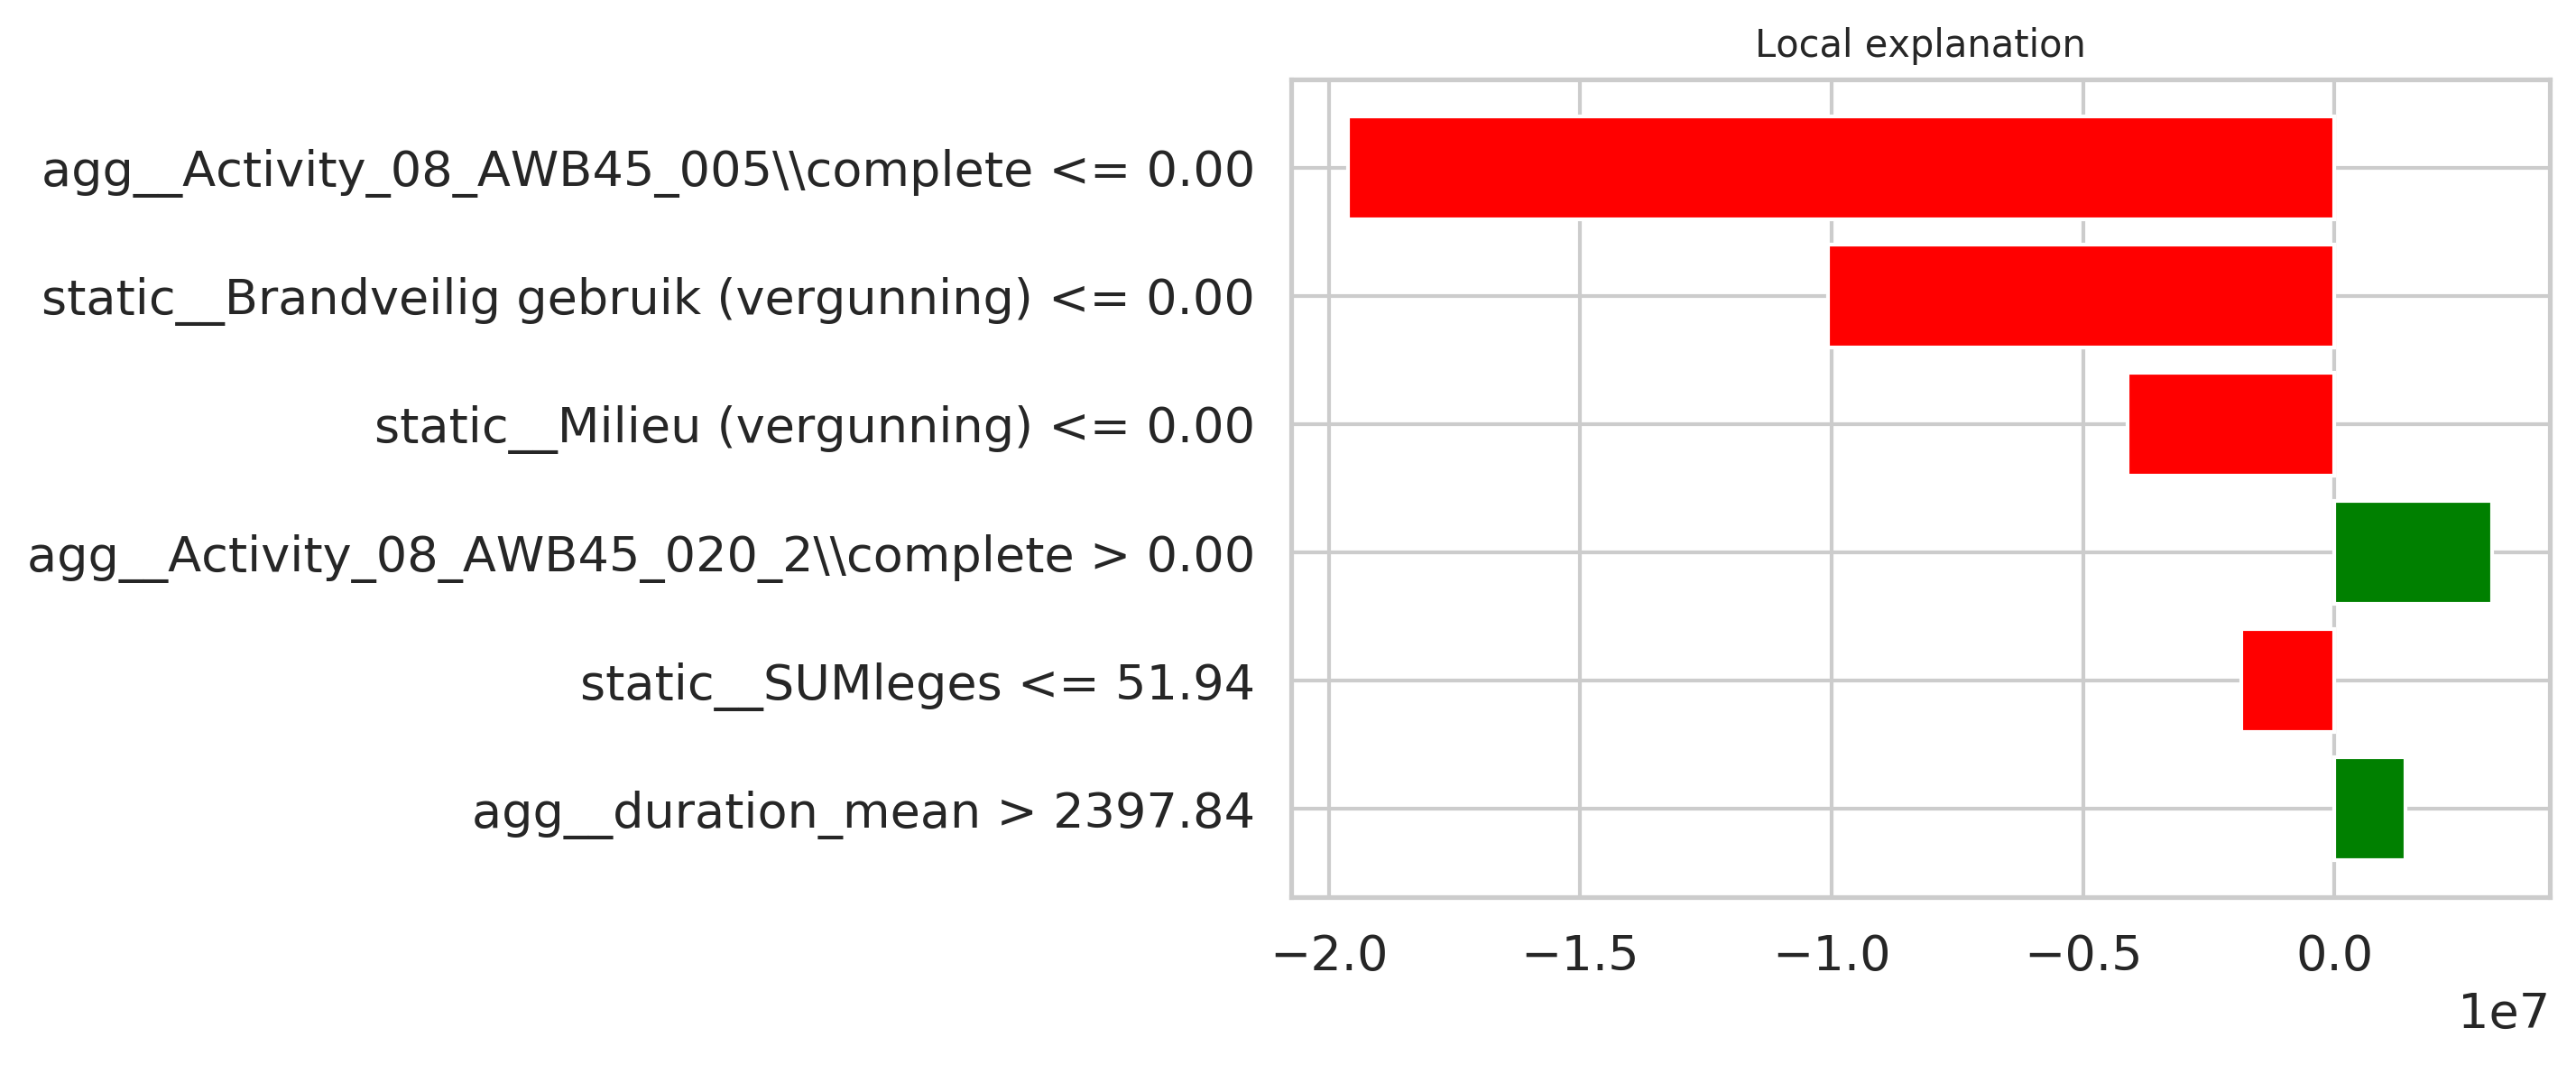 Local explanation
agg__Activity_08_AWB45_005\\complete <= 0.00
static__Brandveilig gebruik (vergunning) <= 0.00
static__Milieu (vergunning) <= 0.00
agg__Activity_08_AWB45_020_2\\complete > 0.00
static__SUMleges <= 51.94
agg__duration_mean > 2397.84
−2.0 −1.5 −1.0 −0.5 0.0
1e7